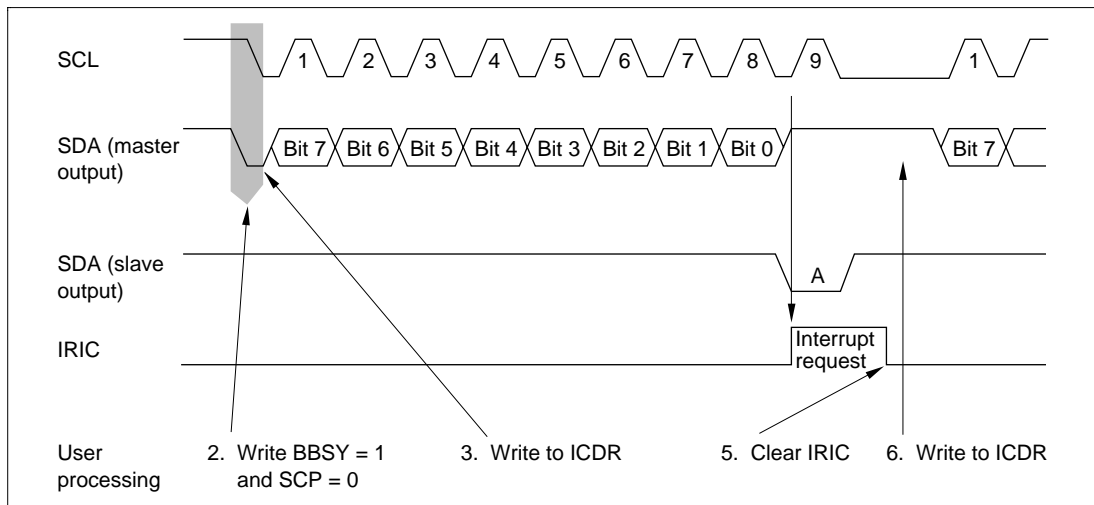 SCL
1 2 3 4 5 6 7 8 9 1
SDA (master
output)
Bit 7 Bit 6 Bit 5 Bit 4 Bit 3 Bit 2 Bit 1 Bit 0 Bit 7
SDA (slave
output)
A
IRIC
Interrupt
request
User
processing
2. Write BBSY = 1
and SCP = 0
3. Write to ICDR
5. Clear IRIC
6. Write to ICDR